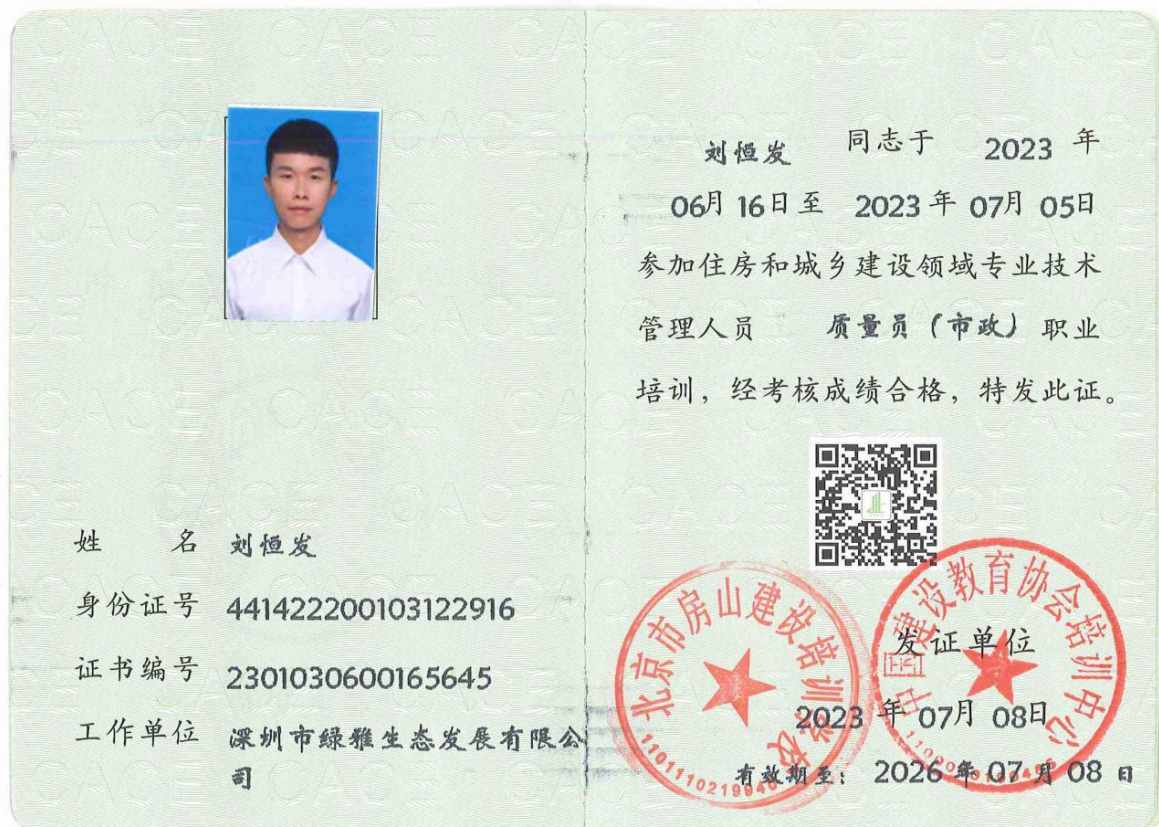 姓 名 刘恒发
身份证号 441422200103122916
证书编号 2301030600165645
工作单位 深圳市绿雅生态发展有限公
司
刘恒发 同志于 2023 年
06月 16日至 2023 年 07月 05日
参加住房和城乡建设领域专业技术
管理人员 质量员（市政）职业
培训，经考核成绩合格，特发此证。
北京市房山建设培训学校
中国建设教育协会培训中心
发证单位
2023 年 07月 08日
有效期至： 2026 年 07 月 08 日
CACE